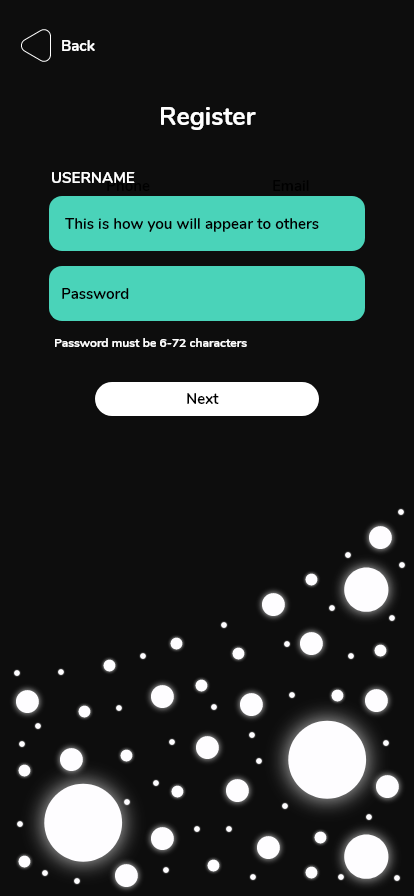 Back
Register
USERNAME
Phone Email
This is how you will appear to others
Password
Password must be 6-72 characters
Next